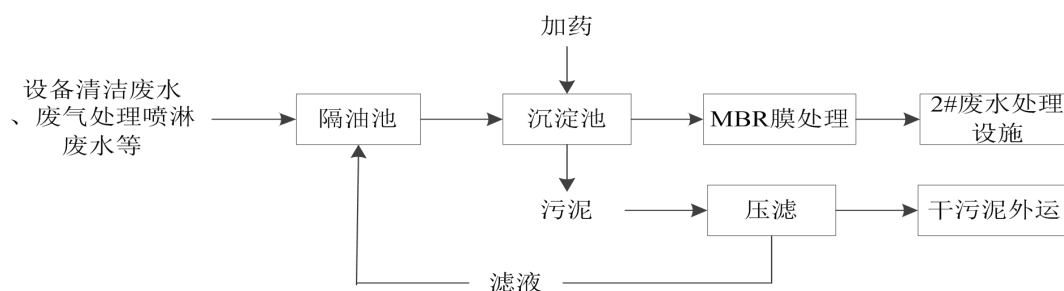 加药
设备清洁废水
、废气处理喷淋
废水等
隔油池
沉淀池
MBR膜处理
2#废水处理
设施
污泥
压滤
干污泥外运
滤液